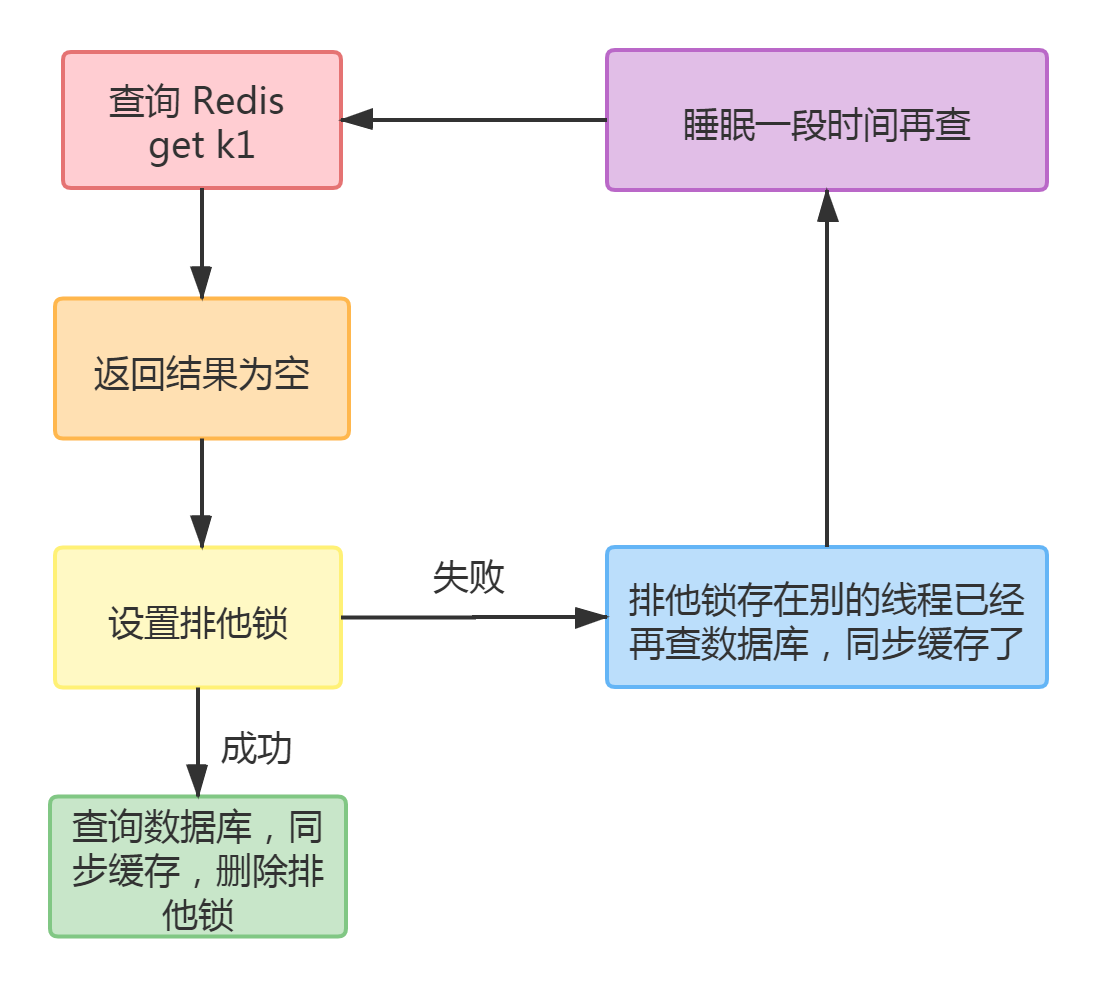 查询 Redis
get k1
睡眠一段时间再查
返回结果为空
失败
设置排他锁
排他锁存在别的线程已经
再查数据库，同步缓存了
成功
查询数据库，同
步缓存，删除排
他锁